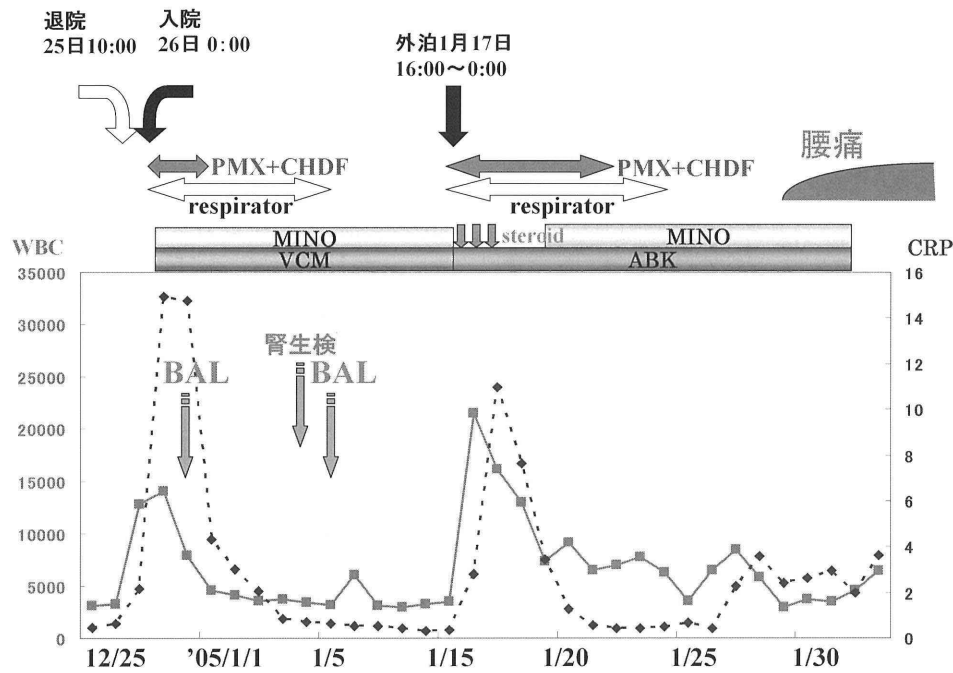 退院
25日10:00
入院
26日 0:00
外泊1月17日
16:00～0:00
腰痛
PMX+CHDF
PMX+CHDF
respirator
respirator
WBC
MINO
steroid
MINO
CRP
VCM
ABK
35000
30000
25000
20000
15000
10000
5000
0
16
14
12
10
8
6
4
2
0
腎生検
BAL
BAL
12/25
’05/1/1
1/5
1/15
1/20
1/25
1/30